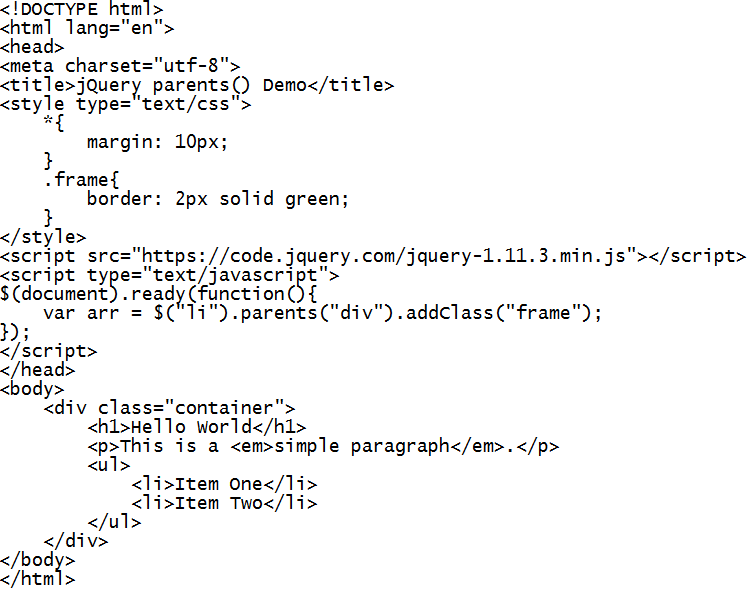 <!DOCTYPE html>
<html lang="en">
<head>
<meta charset="utf-8">
<title>jQuery parents() Demo</title>
<style type="text/css">
    *{
        margin: 10px;
    }
    .frame{
        border: 2px solid green;
    }
</style>
<script src="https://code.jquery.com/jquery-1.11.3.min.js"></script>
<script type="text/javascript">
$(document).ready(function(){
    var arr = $("li").parents("div").addClass("frame");
});
</script>
</head>
<body>
    <div class="container">
        <h1>Hello World</h1>
        <p>This is a <em>simple paragraph</em>.</p>
        <ul>
            <li>Item One</li>
            <li>Item Two</li>
        </ul>
    </div>
</body>
</html>